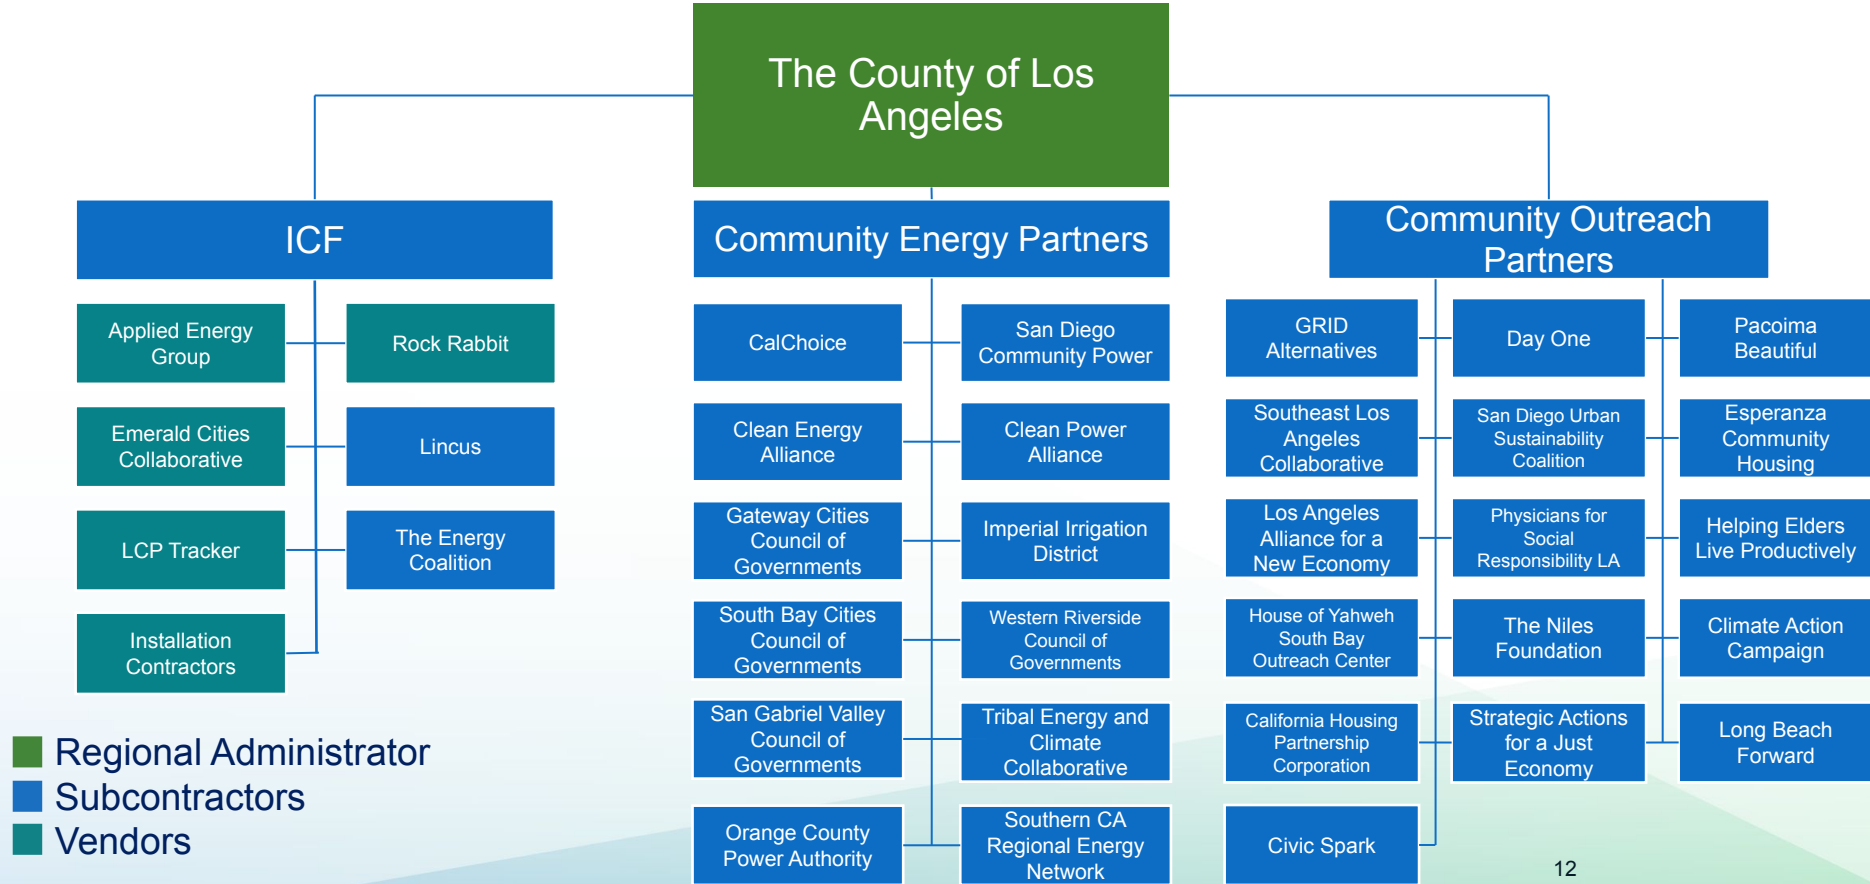 The County of Los
Angeles
ICF
Applied Energy
Group
Rock Rabbit
Emerald Cities
Collaborative
Lincus
LCP Tracker
The Energy
Coalition
Installation
Contractors
Community Energy Partners
CalChoice
San Diego
Community Power
Clean Energy
Alliance
Clean Power
Alliance
Gateway Cities
Council of
Governments
Imperial Irrigation
District
South Bay Cities
Council of
Governments
Western Riverside
Council of
Governments
San Gabriel Valley
Council of
Governments
Tribal Energy and
Climate
Collaborative
Orange County
Power Authority
Southern CA
Regional Energy
Network
Community Outreach
Partners
GRID
Alternatives
Day One
Pacoima
Beautiful
Southeast Los
Angeles
Collaborative
San Diego Urban
Sustainability
Coalition
Esperanza
Community
Housing
Los Angeles
Alliance for a
New Economy
Physicians for
Social
Responsibility LA
Helping Elders
Live Productively
House of Yahweh
South Bay
Outreach Center
The Niles
Foundation
Climate Action
Campaign
California Housing
Partnership
Corporation
Strategic Actions
for a Just
Economy
Long Beach
Forward
Civic Spark
Regional Administrator
Subcontractors
Vendors
12